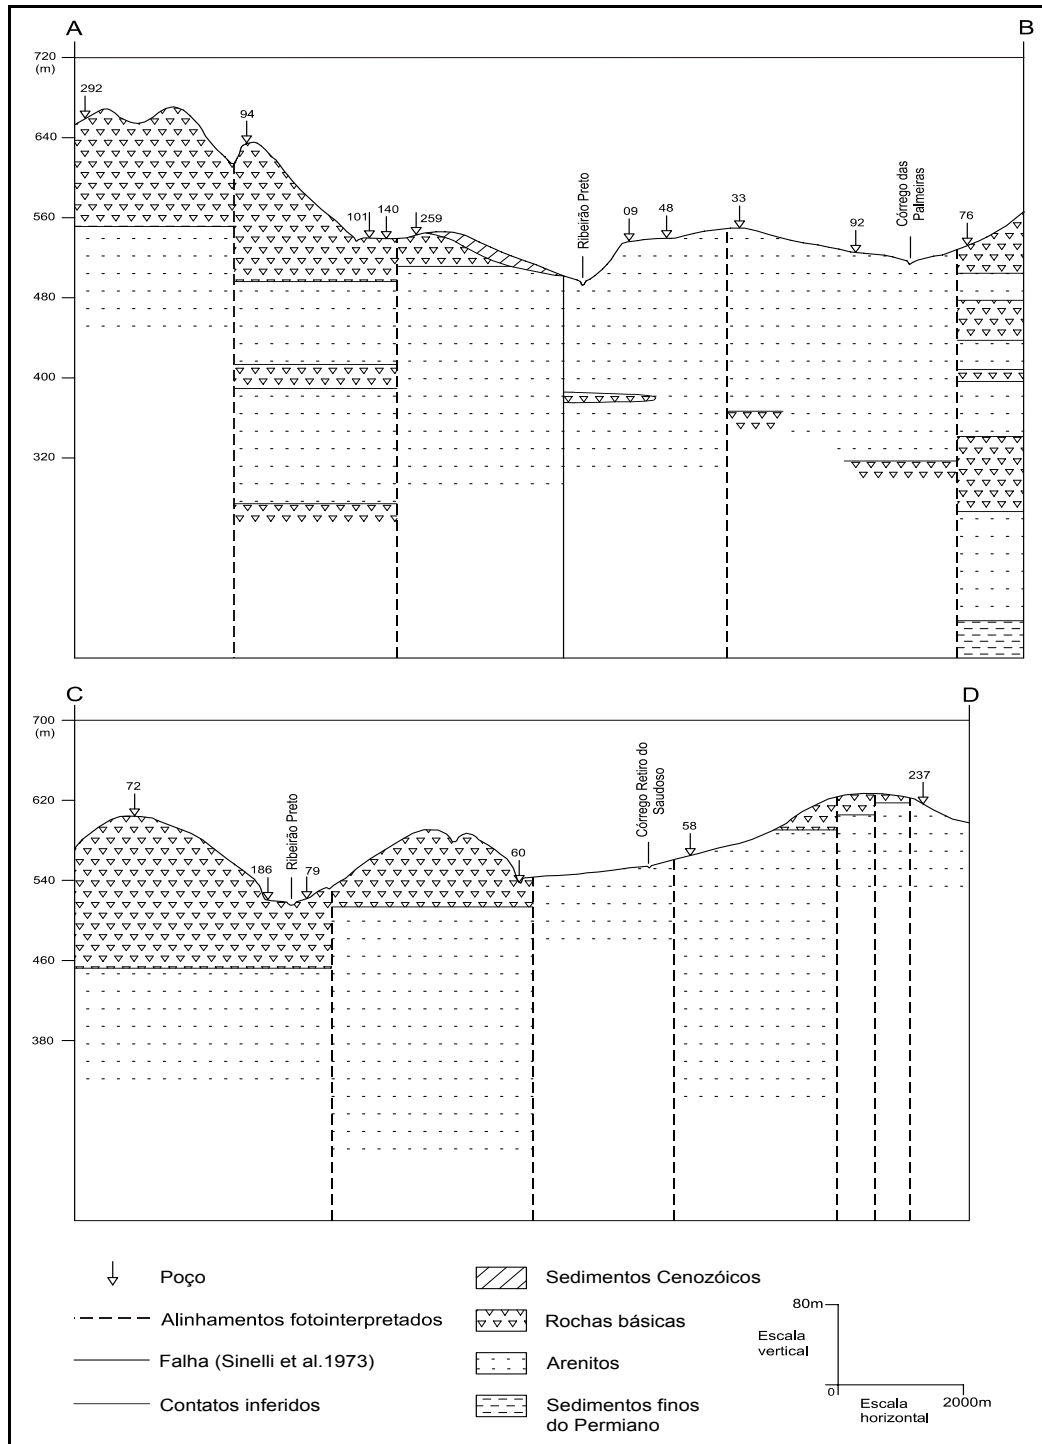 A
B
720
(m)
292
94
640
101
140
259
Ribeirão Preto
09
48
33
92
Córrego das
Palmeiras
76
560
480
400
320
C
D
700
(m)
72
237
620
Córrego Retiro do
Saudoso
58
186
Ribeirão Preto
79
60
540
460
380
Poço
Alinhamentos fotointerpretados
Falha (Sinelli et al.1973)
Contatos inferidos
Sedimentos Cenozóicos
Rochas básicas
Arenitos
Sedimentos finos
do Permiano
80m
Escala
vertical
0
Escala
horizontal
2000m